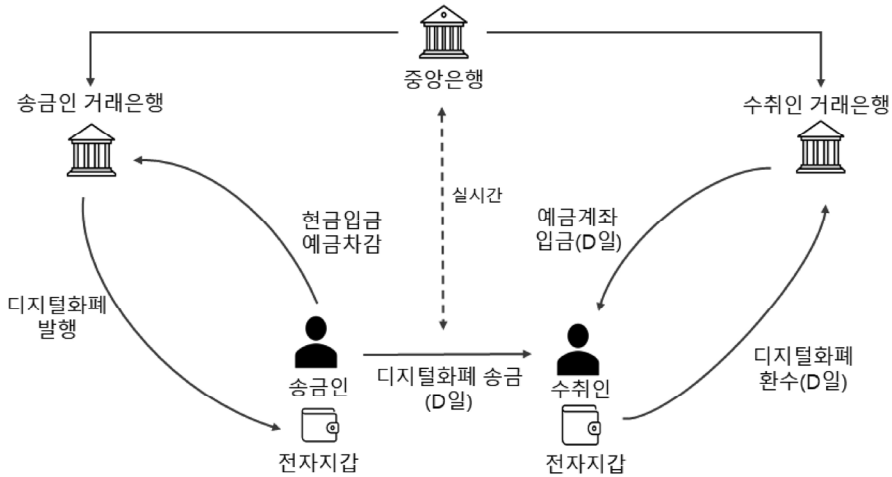 중앙은행
송금인 거래은행
수취인 거래은행
실시간
현금입금
예금차감
예금계좌
입금(D일)
디지털화폐
발행
디지털화폐 송금
(D일)
디지털화폐
환수(D일)
송금인
수취인
전자지갑
전자지갑